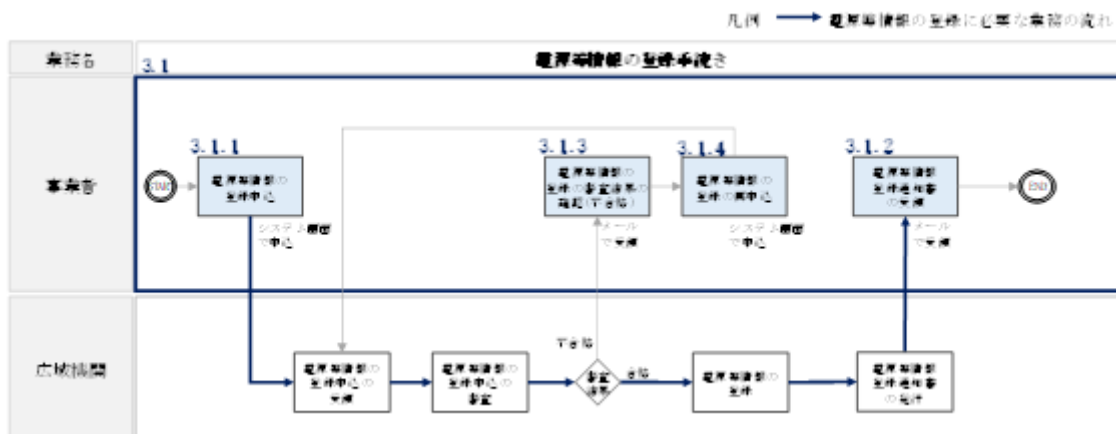 凡例 電源等情報の登録に必要な業務の流れ
業務名
3.1
電源等情報の登録手続き
事業者
START
3.1.1
電源等情報の
登録申込
システム画面
で申込
3.1.3
電源等情報の
登録の審査結果の
確認(不合格)
メール
で受領
3.1.4
電源等情報の
登録の再申込
システム画面
で申込
3.1.2
電源等情報
登録通知書
の受領
メール
で受領
END
広域機関
電源等情報の
登録申込の
受領
電源等情報の
登録申込の
審査
不合格
審査
結果
合格
電源等情報の
登録
電源等情報
登録通知書
の発行